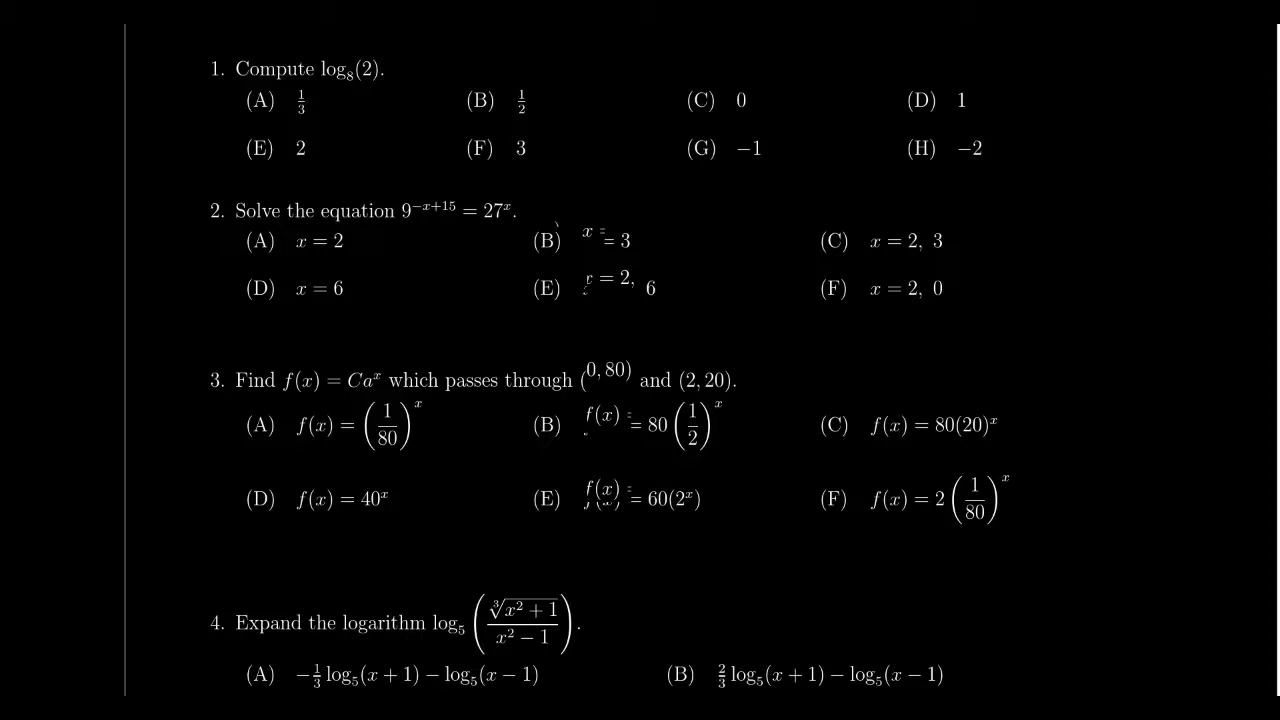 1. Compute log₈(2).
(A) 1/3 (B) 1/2 (C) 0 (D) 1
(E) 2 (F) 3 (G) −1 (H) −2
2. Solve the equation 9^(−x+15) = 27^x.
(A) x = 2 (B) x = 3 (C) x = 2, 3
(D) x = 6 (E) x = 2, 6 (F) x = 2, 0
3. Find f(x) = Ca^x which passes through (0, 80) and (2, 20).
(A) f(x) = (1/80)^x (B) f(x) = 80 (1/2)^x (C) f(x) = 80(20)^x
(D) f(x) = 40^x (E) f(x) = 60(2^x) (F) f(x) = 2 (1/80)^x
4. Expand the logarithm log₅ (∛(x² + 1) / (x² − 1)).
(A) −1/3 log₅(x + 1) − log₅(x − 1) (B) 2/3 log₅(x + 1) − log₅(x − 1)